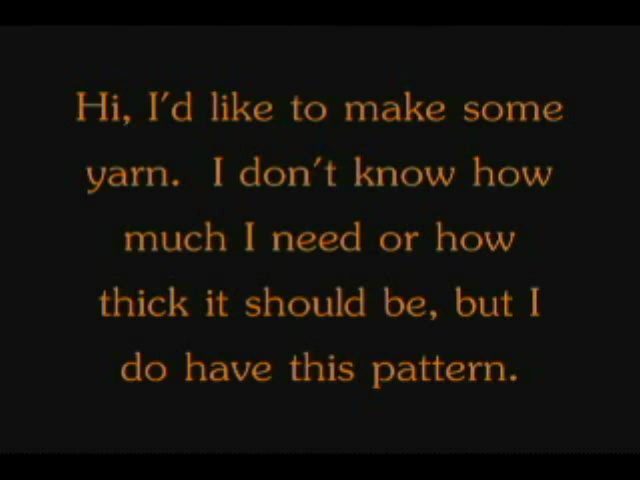 Hi, I'd like to make some
yarn.  I don't know how
much I need or how
thick it should be, but I
do have this pattern.